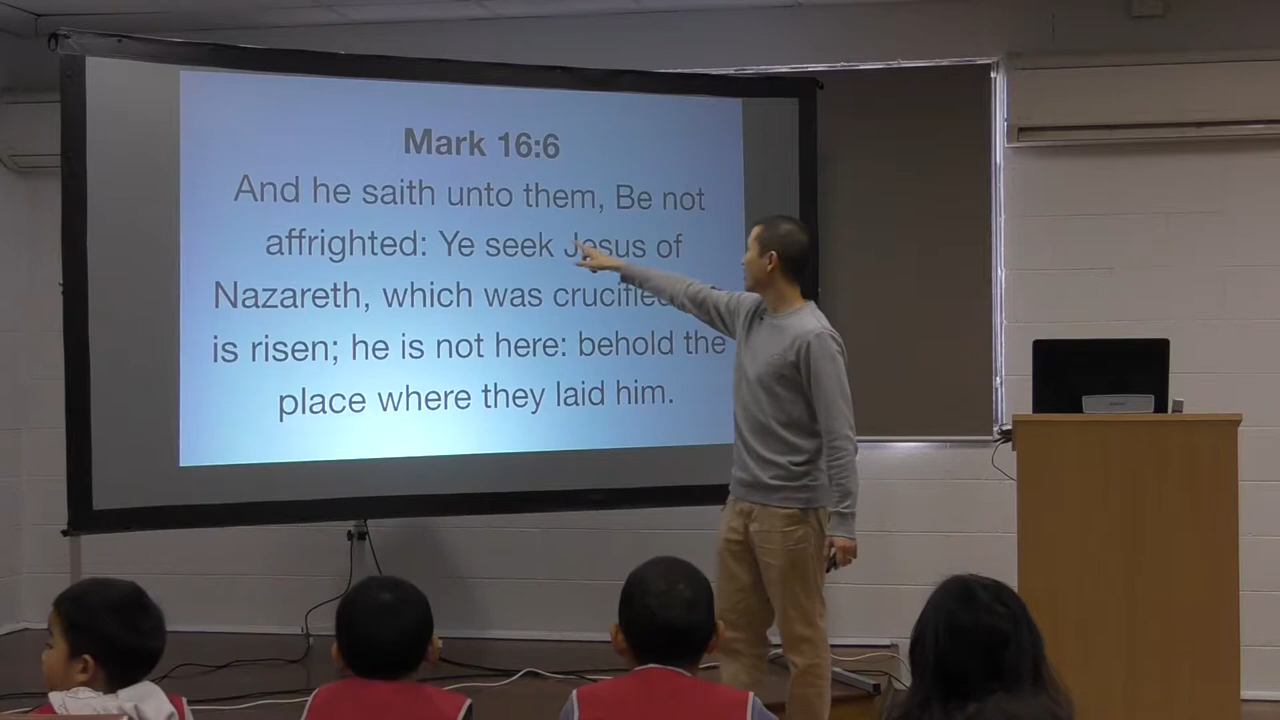 Mark 16:6
And he saith unto them, Be not
affrighted: Ye seek Jesus of
Nazareth, which was crucified
is risen; he is not here: behold the
place where they laid him.